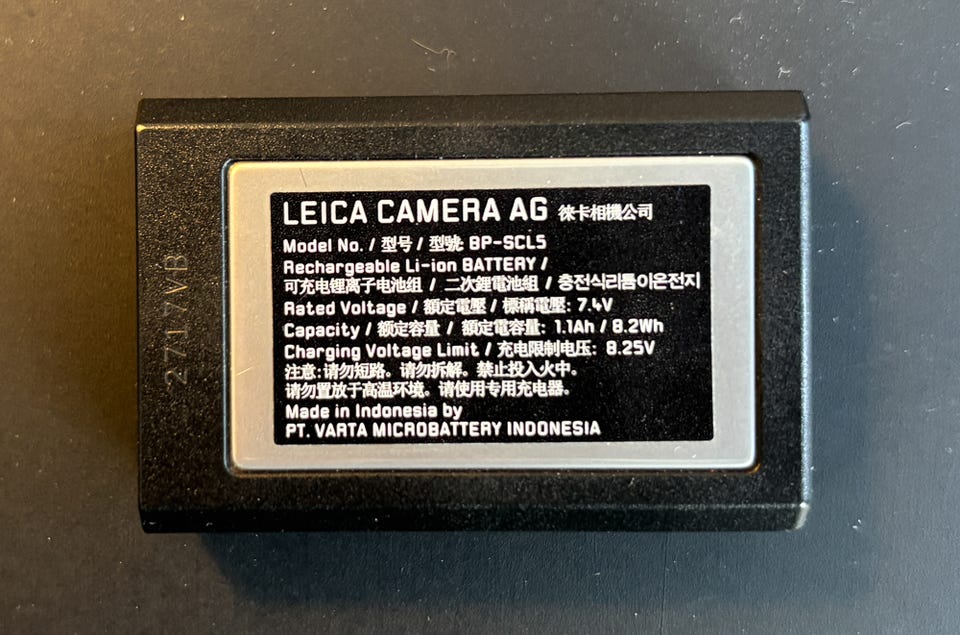 LEICA CAMERA AG 徠卡相機公司
Model No. / 型号 / 型號: BP-SCL5
Rechargeable Li-ion BATTERY /
可充电锂离子电池组 / 二次鋰電池組 / 충전식리튬이온전지
Rated Voltage / 額定電壓 / 標稱電壓: 7.4V
Capacity / 额定容量 / 額定電容量: 1.1Ah / 8.2Wh
Charging Voltage Limit / 充电限制电压: 8.25V
注意:请勿短路。请勿拆解。禁止投入火中。
请勿置放于高温环境。请使用专用充电器。
Made in Indonesia by
PT. VARTA MICROBATTERY INDONESIA
2717VB